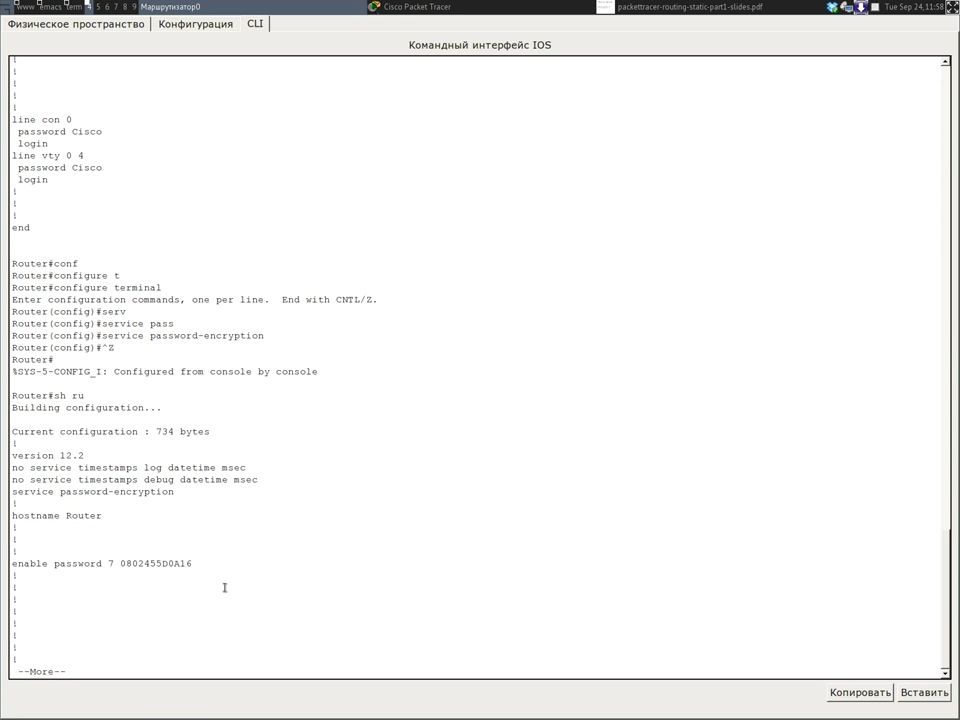 www emacs term 4 5 6 7 8 9 Маршрутизатор0 Cisco Packet Tracer packettracer-routing-static-part1-slides.pdf Tue Sep 24,11:58
Физическое пространство Конфигурация CLI
Командный интерфейс IOS
!
!
!
!
!
line con 0
password Cisco
login
line vty 0 4
password Cisco
login
!
!
!
end
Router#conf
Router#configure t
Router#configure terminal
Enter configuration commands, one per line. End with CNTL/Z.
Router(config)#serv
Router(config)#service pass
Router(config)#service password-encryption
Router(config)#^Z
Router#
%SYS-5-CONFIG_I: Configured from console by console
Router#sh ru
Building configuration...
Current configuration : 734 bytes
!
version 12.2
no service timestamps log datetime msec
no service timestamps debug datetime msec
service password-encryption
!
hostname Router
!
!
!
enable password 7 0802455D0A16
!
!
!
!
!
!
!
!
--More--
Копировать Вставить